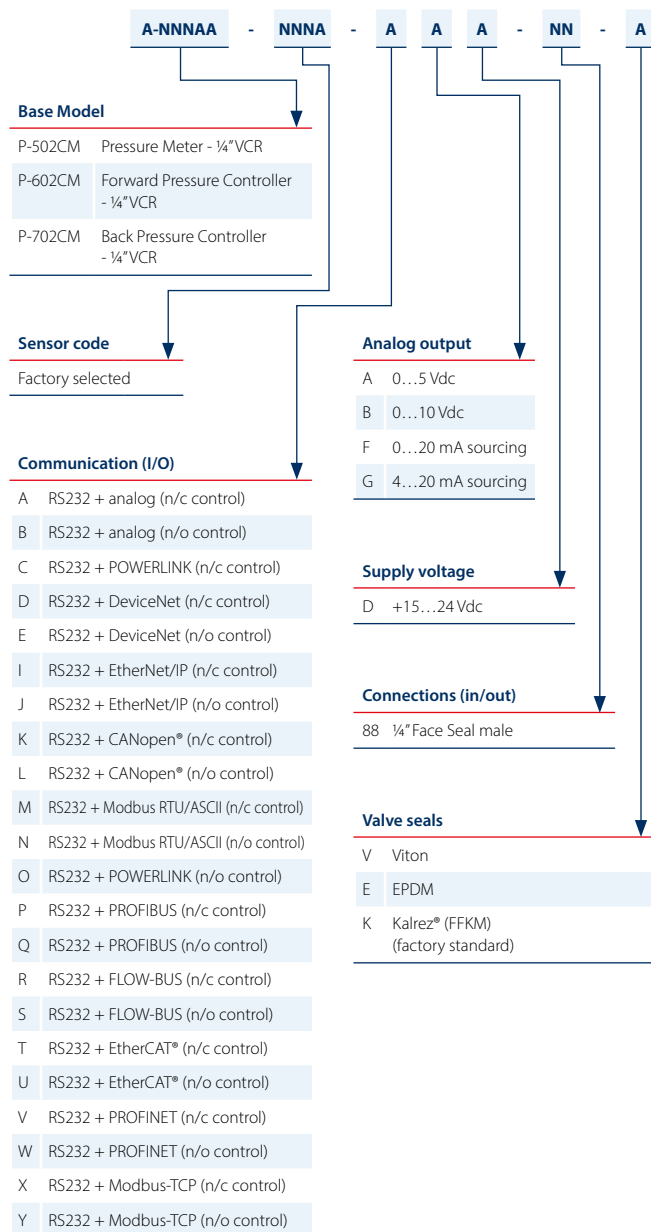 A-NNNAA - NNNA - A A A - NN - A
Base Model
P-502CM Pressure Meter - ¼” VCR
P-602CM Forward Pressure Controller
- ¼” VCR
P-702CM Back Pressure Controller
- ¼” VCR
Sensor code
Factory selected
Communication (I/O)
A RS232 + analog (n/c control)
B RS232 + analog (n/o control)
C RS232 + POWERLINK (n/c control)
D RS232 + DeviceNet (n/c control)
E RS232 + DeviceNet (n/o control)
I RS232 + EtherNet/IP (n/c control)
J RS232 + EtherNet/IP (n/o control)
K RS232 + CANopen® (n/c control)
L RS232 + CANopen® (n/o control)
M RS232 + Modbus RTU/ASCII (n/c control)
N RS232 + Modbus RTU/ASCII (n/o control)
O RS232 + POWERLINK (n/o control)
P RS232 + PROFIBUS (n/c control)
Q RS232 + PROFIBUS (n/o control)
R RS232 + FLOW-BUS (n/c control)
S RS232 + FLOW-BUS (n/o control)
T RS232 + EtherCAT® (n/c control)
U RS232 + EtherCAT® (n/o control)
V RS232 + PROFINET (n/c control)
W RS232 + PROFINET (n/o control)
X RS232 + Modbus-TCP (n/c control)
Y RS232 + Modbus-TCP (n/o control)
Analog output
A 0…5 Vdc
B 0…10 Vdc
F 0…20 mA sourcing
G 4…20 mA sourcing
Supply voltage
D +15…24 Vdc
Connections (in/out)
88 ¼” Face Seal male
Valve seals
V Viton
E EPDM
K Kalrez® (FFKM)
(factory standard)